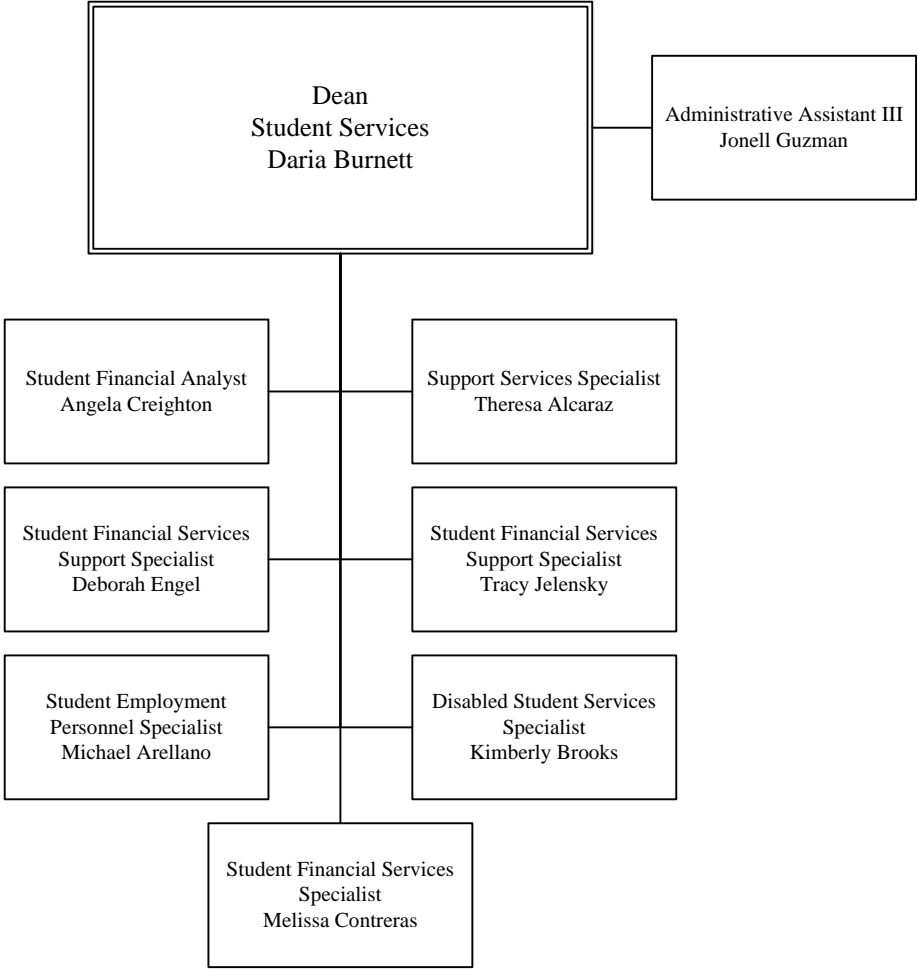 Dean
Student Services
Daria Burnett
Administrative Assistant III
Jonell Guzman
Student Financial Analyst
Angela Creighton
Support Services Specialist
Theresa Alcaraz
Student Financial Services
Support Specialist
Deborah Engel
Student Financial Services
Support Specialist
Tracy Jelensky
Student Employment
Personnel Specialist
Michael Arellano
Disabled Student Services
Specialist
Kimberly Brooks
Student Financial Services
Specialist
Melissa Contreras